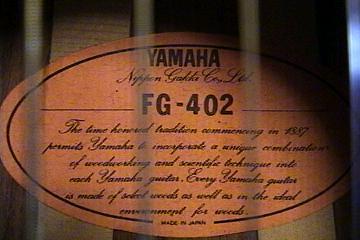 YAMAHA
Nippon Gakki Co., Ltd.
FG-402
The time honored tradition commencing in 1887
permits Yamaha to incorporate a unique combination
of woodworking and scientific technique into
each Yamaha guitar. Every Yamaha guitar
is made of select woods as well as in the ideal
environment for woods.
MADE IN JAPAN